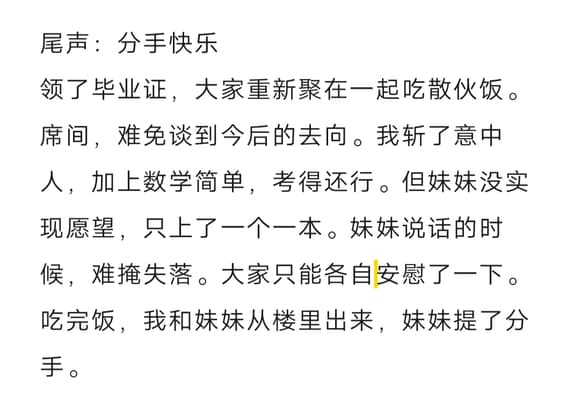 尾声：分手快乐
领了毕业证，大家重新聚在一起吃散伙饭。
席间，难免谈到今后的去向。我斩了意中
人，加上数学简单，考得还行。但妹妹没实
现愿望，只上了一个一本。妹妹说话的时
候，难掩失落。大家只能各自安慰了一下。
吃完饭，我和妹妹从楼里出来，妹妹提了分
手。